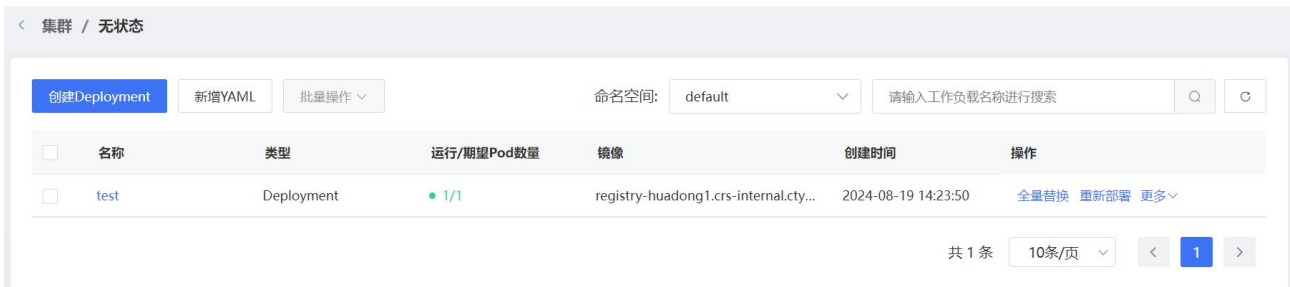 集群 / 无状态
创建Deployment 新增YAML 批量操作 命名空间: default 请输入工作负载名称进行搜索
名称 类型 运行/期望Pod数量 镜像 创建时间 操作
test Deployment 1/1 registry-huadong1.crs-internal.cty... 2024-08-19 14:23:50 全量替换 重新部署 更多
共 1 条 10条/页 1